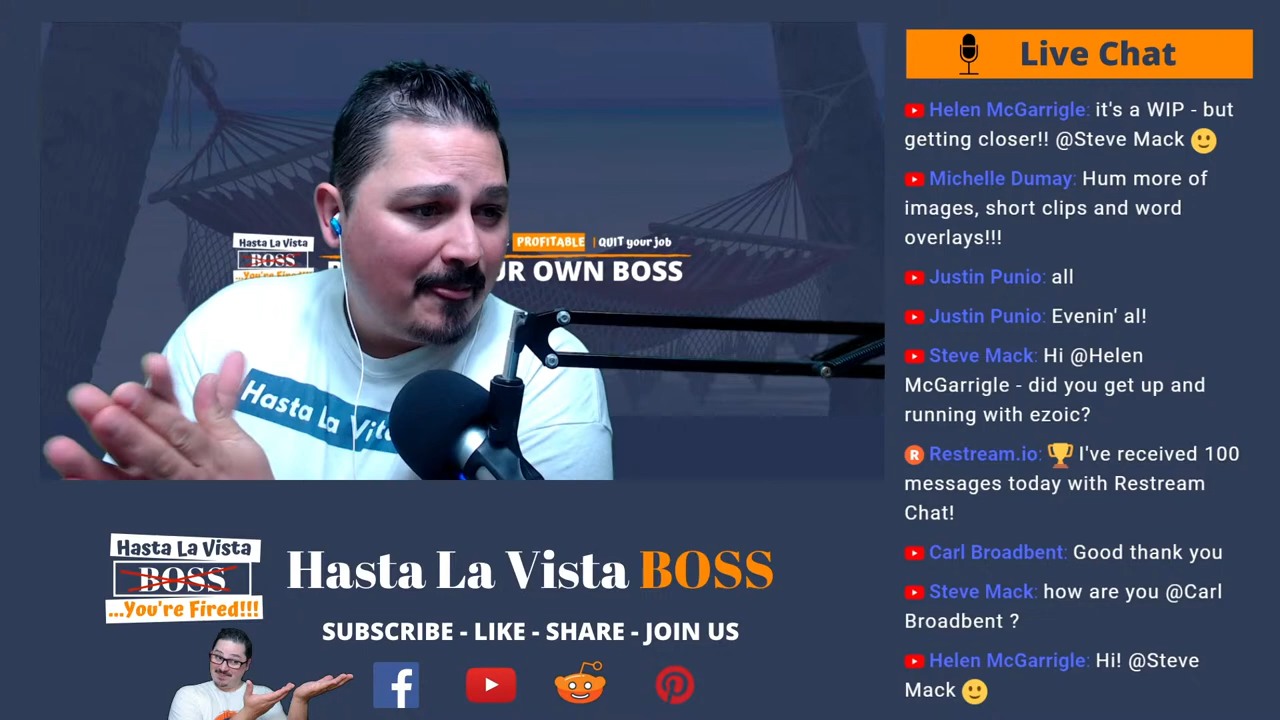 Hasta La Vista
BOSS
PROFITABLE | QUIT your job
UR OWN BOSS
Hasta La Vi
Hasta La Vista
BOSS
...You're Fired!!!
Hasta La Vista BOSS
SUBSCRIBE - LIKE - SHARE - JOIN US
Live Chat
Helen McGarrigle: it's a WIP - but
getting closer!! @Steve Mack 🙂
Michelle Dumay: Hum more of
images, short clips and word
overlays!!!
Justin Punio: all
Justin Punio: Evenin' al!
Steve Mack: Hi @Helen
McGarrigle - did you get up and
running with ezoic?
Restream.io: 🏆 I've received 100
messages today with Restream
Chat!
Carl Broadbent: Good thank you
Steve Mack: how are you @Carl
Broadbent ?
Helen McGarrigle: Hi! @Steve
Mack 🙂